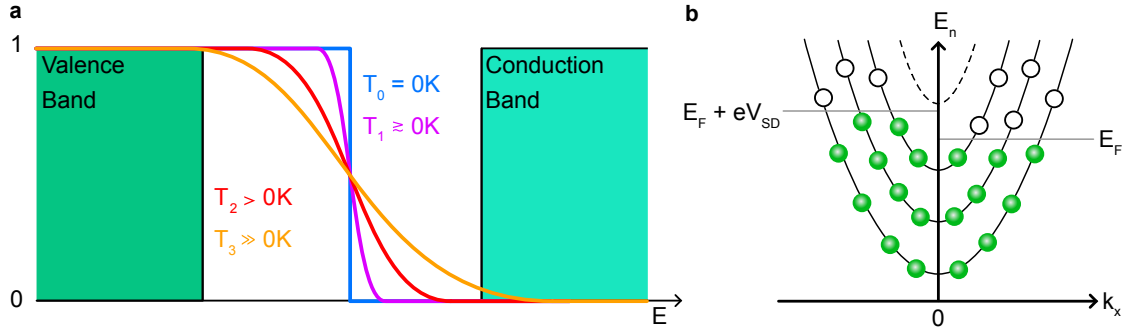 a
1
Valence
Band
T₀ = 0K
T₁ ≳ 0K
Conduction
Band
T₂ > 0K
T₃ ≫ 0K
0
E
b
Eₙ
E_F + eV_SD
E_F
0
kₓ